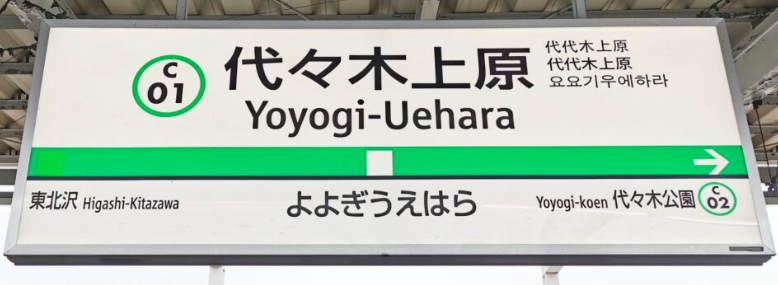 C
01
代々木上原
Yoyogi-Uehara
代代木上原
代代木上原
요요기우에하라
東北沢 Higashi-Kitazawa
よよぎうえはら
Yoyogi-koen 代々木公園
C
02